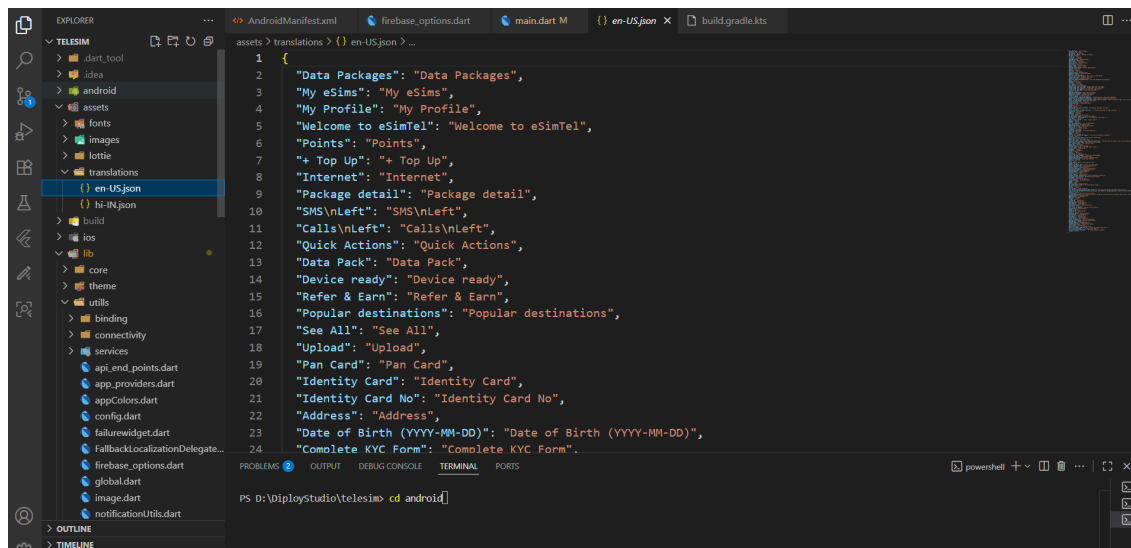 EXPLORER
TELESIM
.dart_tool
.idea
android
assets
fonts
images
lottie
translations
{} en-US.json
{} hi-IN.json
build
ios
lib
core
theme
utills
binding
connectivity
services
api_end_points.dart
app_providers.dart
appColors.dart
config.dart
failurewidget.dart
FallbackLocalizationDelegate...
firebase_options.dart
global.dart
image.dart
notificationUtils.dart
OUTLINE
TIMELINE
1
AndroidManifest.xml firebase_options.dart main.dart M {} en-US.json build.gradle.kts
assets > translations > {} en-US.json > ...
1 {
2 "Data Packages": "Data Packages",
3 "My eSims": "My eSims",
4 "My Profile": "My Profile",
5 "Welcome to eSimTel": "Welcome to eSimTel",
6 "Points": "Points",
7 "+ Top Up": "+ Top Up",
8 "Internet": "Internet",
9 "Package detail": "Package detail",
10 "SMS\nLeft": "SMS\nLeft",
11 "Calls\nLeft": "Calls\nLeft",
12 "Quick Actions": "Quick Actions",
13 "Data Pack": "Data Pack",
14 "Device ready": "Device ready",
15 "Refer & Earn": "Refer & Earn",
16 "Popular destinations": "Popular destinations",
17 "See All": "See All",
18 "Upload": "Upload",
19 "Pan Card": "Pan Card",
20 "Identity Card": "Identity Card",
21 "Identity Card No": "Identity Card No",
22 "Address": "Address",
23 "Date of Birth (YYYY-MM-DD)": "Date of Birth (YYYY-MM-DD)",
24 "Complete KYC Form": "Complete KYC Form",
PROBLEMS 2 OUTPUT DEBUG CONSOLE TERMINAL PORTS
powershell
PS D:\DiployStudio\telesim> cd android